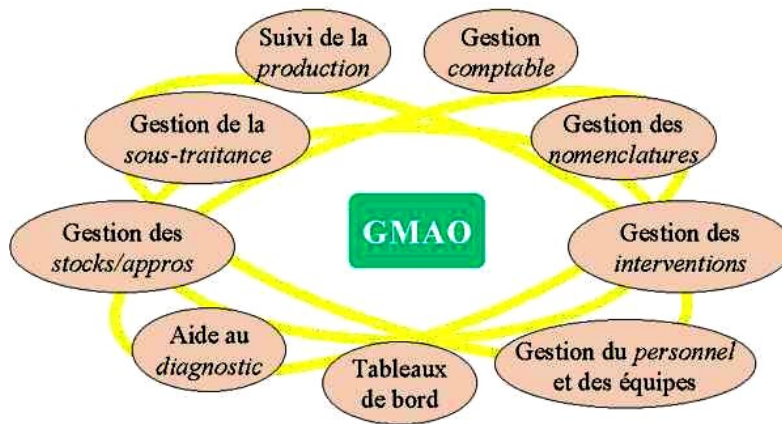 Suivi de la
production
Gestion
comptable
Gestion de la
sous-traitance
Gestion des
nomenclatures
Gestion des
stocks/appros
GMAO
Gestion des
interventions
Aide au
diagnostic
Tableaux
de bord
Gestion du personnel
et des équipes